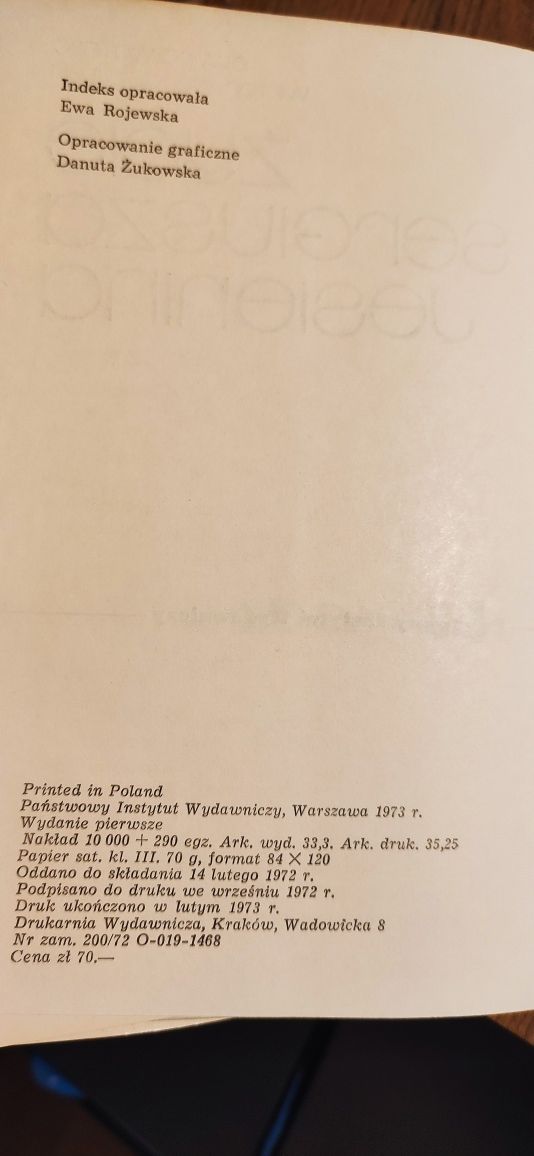 Indeks opracowała
Ewa Rojewska
Opracowanie graficzne
Danuta Żukowska
sergiusza
jesienina
Printed in Poland
Państwowy Instytut Wydawniczy, Warszawa 1973 r.
Wydanie pierwsze
Nakład 10 000 + 290 egz. Ark. wyd. 33,3. Ark. druk. 35,25
Papier sat. kl. III. 70 g, format 84 × 120
Oddano do składania 14 lutego 1972 r.
Podpisano do druku we wrześniu 1972 r.
Druk ukończono w lutym 1973 r.
Drukarnia Wydawnicza, Kraków, Wadowicka 8
Nr zam. 200/72 O-019-1468
Cena zł 70.—